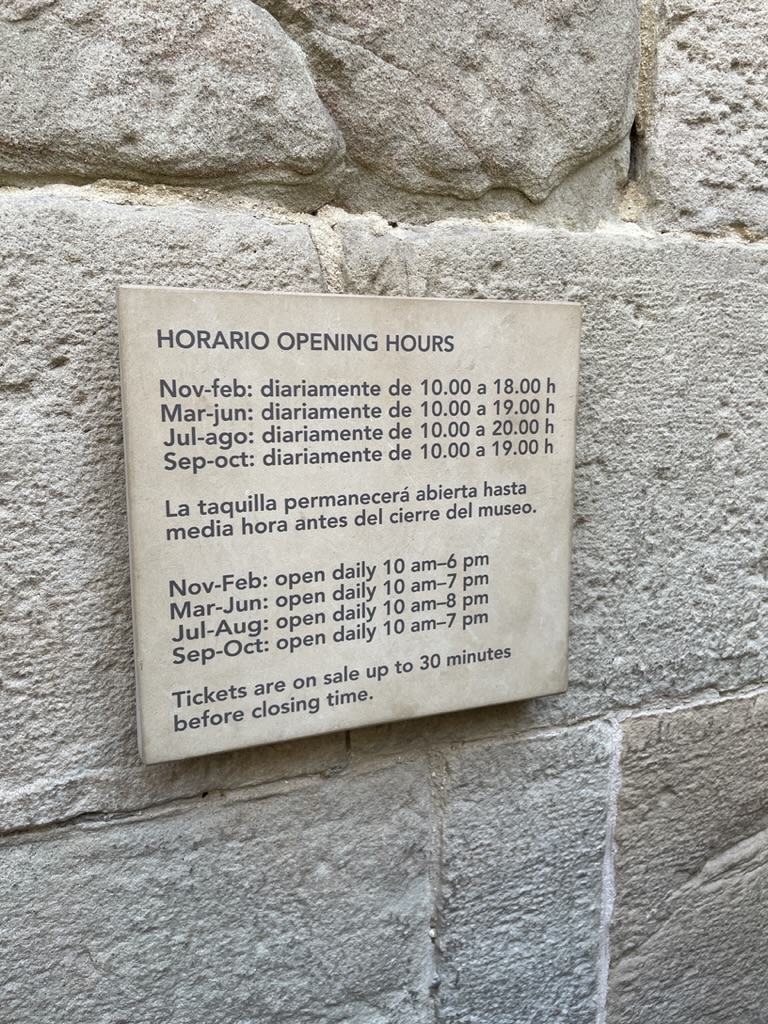 HORARIO OPENING HOURS
Nov-feb: diariamente de 10.00 a 18.00 h
Mar-jun: diariamente de 10.00 a 19.00 h
Jul-ago: diariamente de 10.00 a 20.00 h
Sep-oct: diariamente de 10.00 a 19.00 h
La taquilla permanecerá abierta hasta
media hora antes del cierre del museo.
Nov-Feb: open daily 10 am–6 pm
Mar-Jun: open daily 10 am–7 pm
Jul-Aug: open daily 10 am–8 pm
Sep-Oct: open daily 10 am–7 pm
Tickets are on sale up to 30 minutes
before closing time.